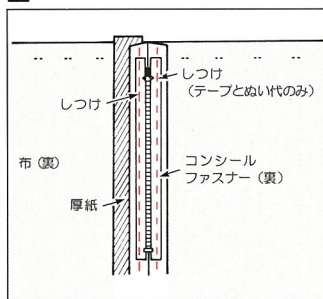 しつけ
(テープとぬい代のみ)
しつけ
布(裏)
コンシール
ファスナー(裏)
厚紙